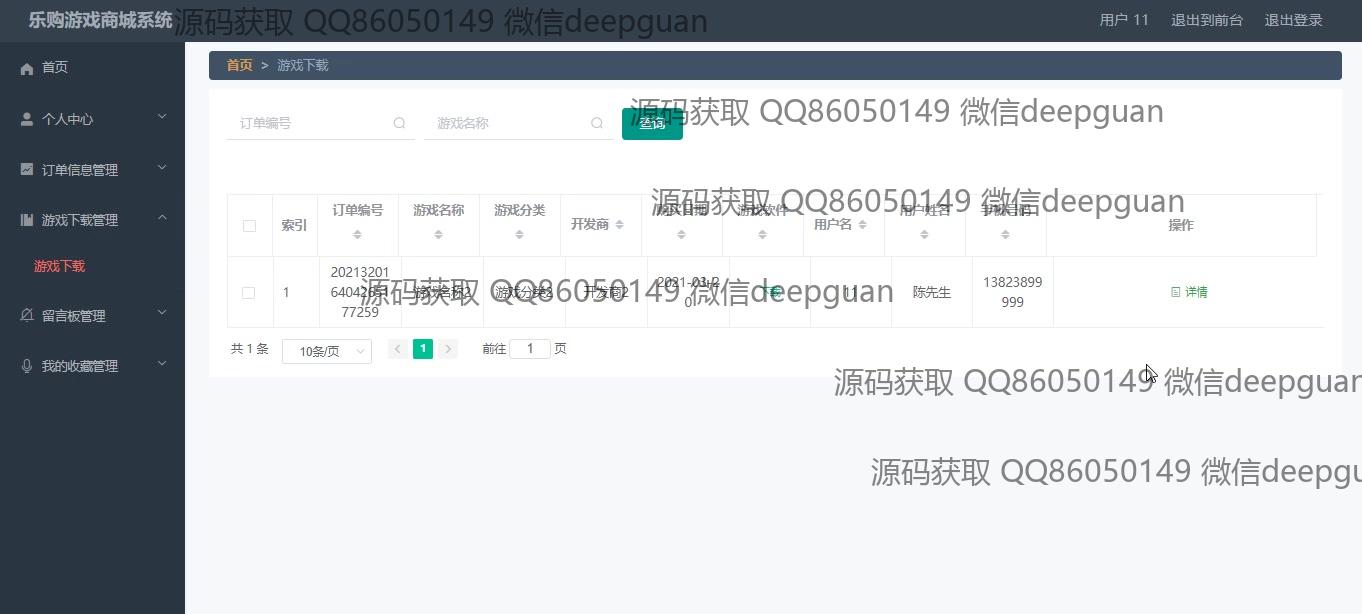 乐购游戏商城系统
源码获取 QQ86050149 微信deepguan
用户 11 退出到前台 退出登录
首页
首页 > 游戏下载
个人中心
源码获取 QQ86050149 微信deepguan
订单编号 游戏名称 查询
订单信息管理
源码获取 QQ86050149 微信deepguan
游戏下载管理
索引 订单编号 游戏名称 游戏分类 开发商 购买日期 游戏软件 用户名 用户姓名 手机号码 操作
游戏下载
源码获取 QQ86050149 微信deepguan
1 游戏名称2 游戏分类2 开发商2 下载 11 陈先生 13823899
999 详情
20213201
77259
留言板管理
共 1 条 10条/页 1 前往 1 页
我的收藏管理
源码获取 QQ86050149 微信deepguan
源码获取 QQ86050149 微信deepgu